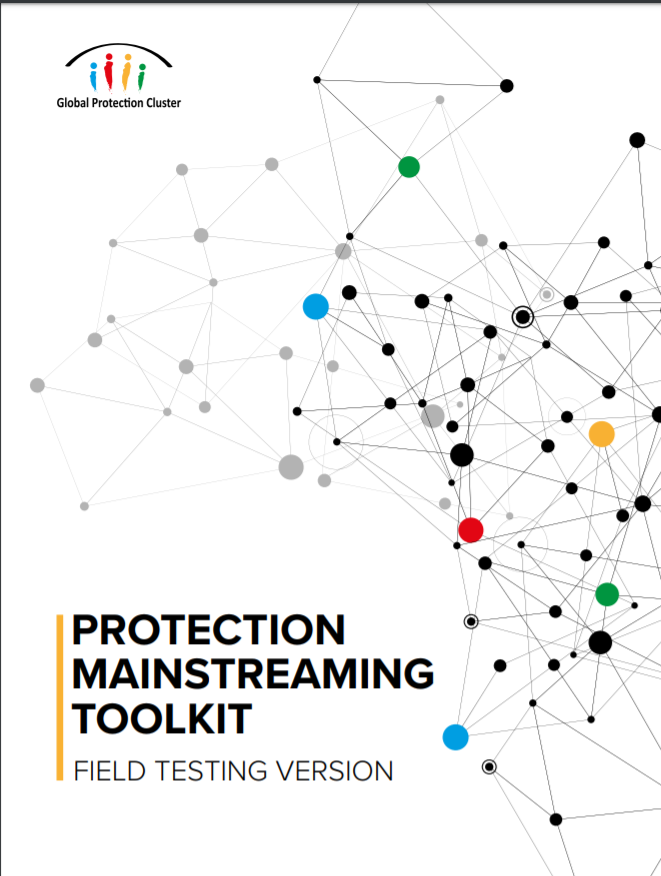 Global Protection Cluster
PROTECTION
MAINSTREAMING
TOOLKIT
FIELD TESTING VERSION